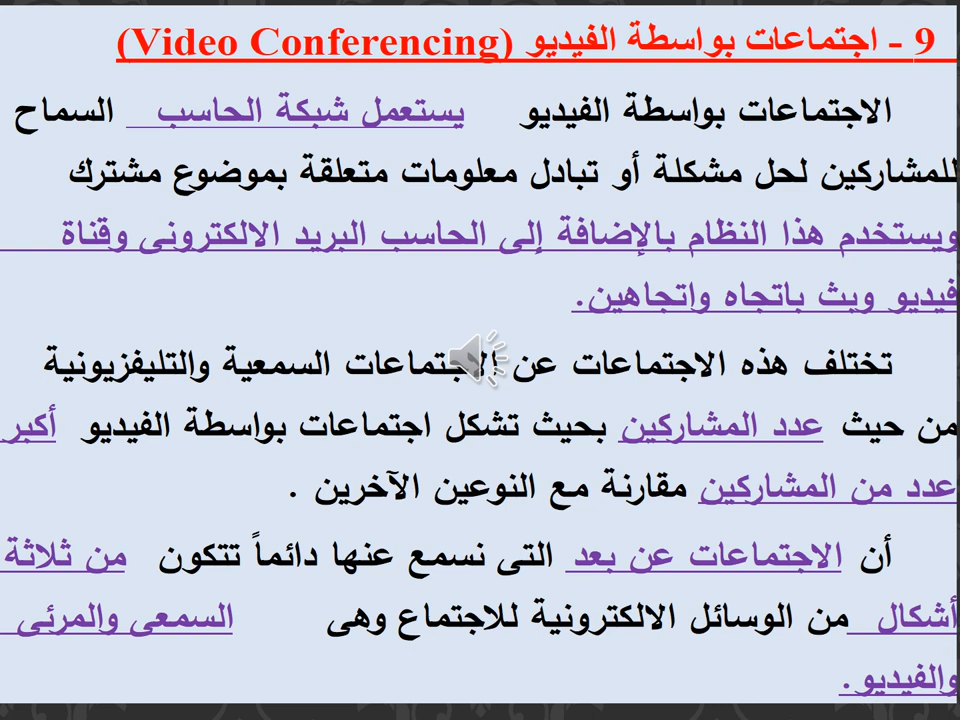 9 - اجتماعات بواسطة الفيديو (Video Conferencing)
الاجتماعات بواسطة الفيديو يستعمل شبكة الحاسب السماح
للمشاركين لحل مشكلة أو تبادل معلومات متعلقة بموضوع مشترك
ويستخدم هذا النظام بالإضافة إلى الحاسب البريد الالكترونى وقناة
فيديو وبث باتجاه واتجاهين.
تختلف هذه الاجتماعات عن الاجتماعات السمعية والتليفزيونية
من حيث عدد المشاركين بحيث تشكل اجتماعات بواسطة الفيديو أكبر
عدد من المشاركين مقارنة مع النوعين الآخرين .
أن الاجتماعات عن بعد التى نسمع عنها دائماً تتكون من ثلاثة
أشكال من الوسائل الالكترونية للاجتماع وهى السمعى والمرئى
والفيديو.